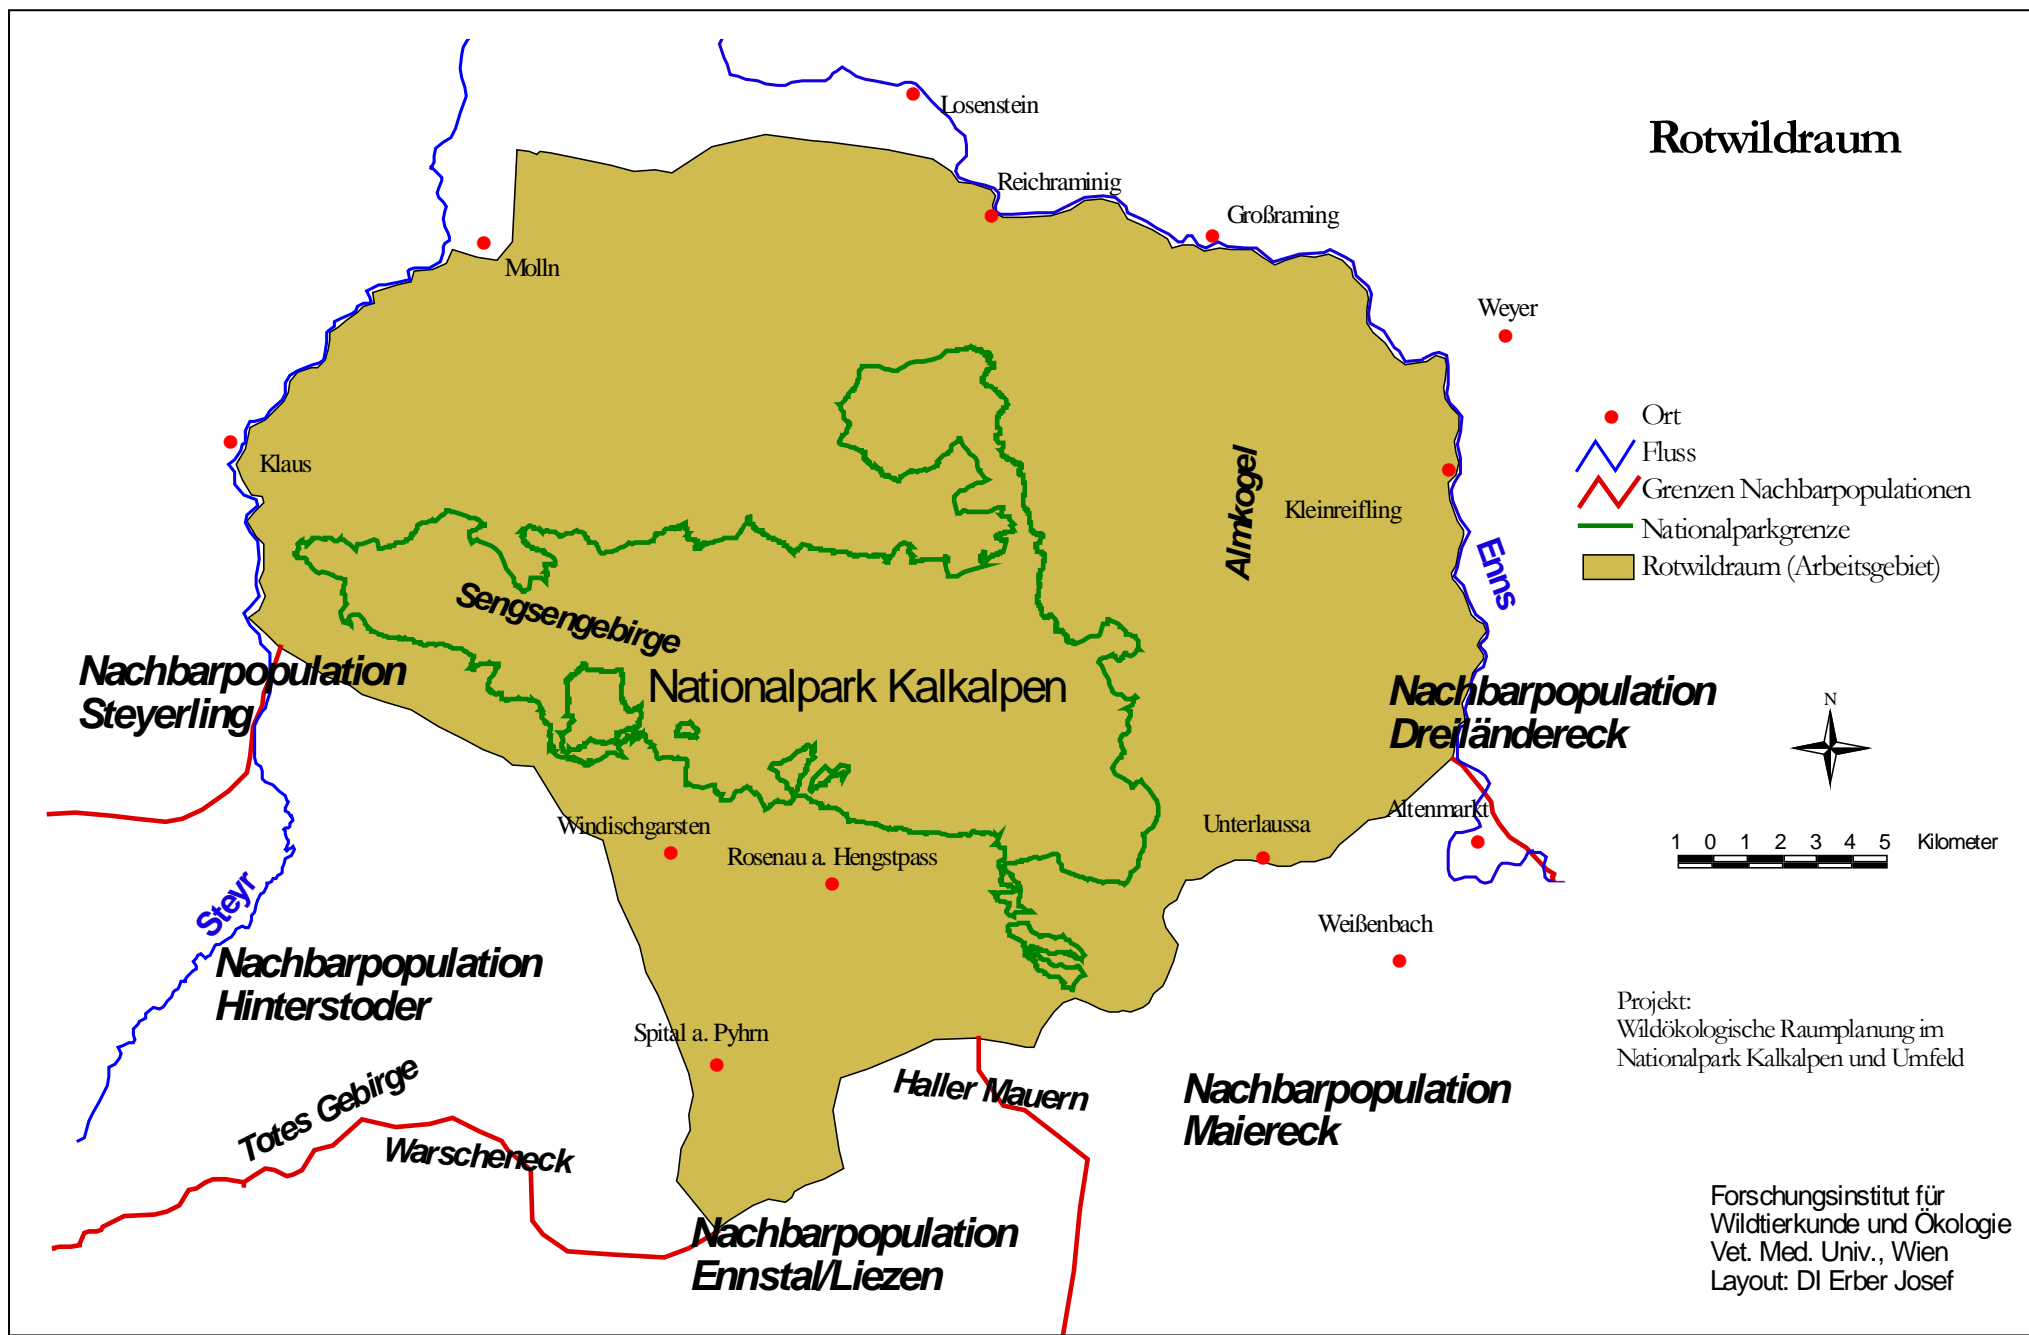 Rotwildraum
Losenstein
Reichraminig
Großraming
Molln
Weyer
Klaus
Almkogel
Kleinreifling
Ort
Fluss
Grenzen Nachbarpopulationen
Nationalparkgrenze
Rotwildraum (Arbeitsgebiet)
Enns
Sengsengebirge
Nationalpark Kalkalpen
Nachbarpopulation
Steyerling
Nachbarpopulation
Dreiländereck
N
Altenmarkt
Windischgarsten
Unterlaussa
Rosenau a. Hengstpass
1 0 1 2 3 4 5 Kilometer
Steyr
Weißenbach
Nachbarpopulation
Hinterstoder
Spital a. Pyhrn
Projekt:
Wildökologische Raumplanung im
Nationalpark Kalkalpen und Umfeld
Totes Gebirge
Warscheneck
Haller Mauern
Nachbarpopulation
Maiereck
Nachbarpopulation
Ennstal/Liezen
Forschungsinstitut für
Wildtierkunde und Ökologie
Vet. Med. Univ., Wien
Layout: DI Erber Josef